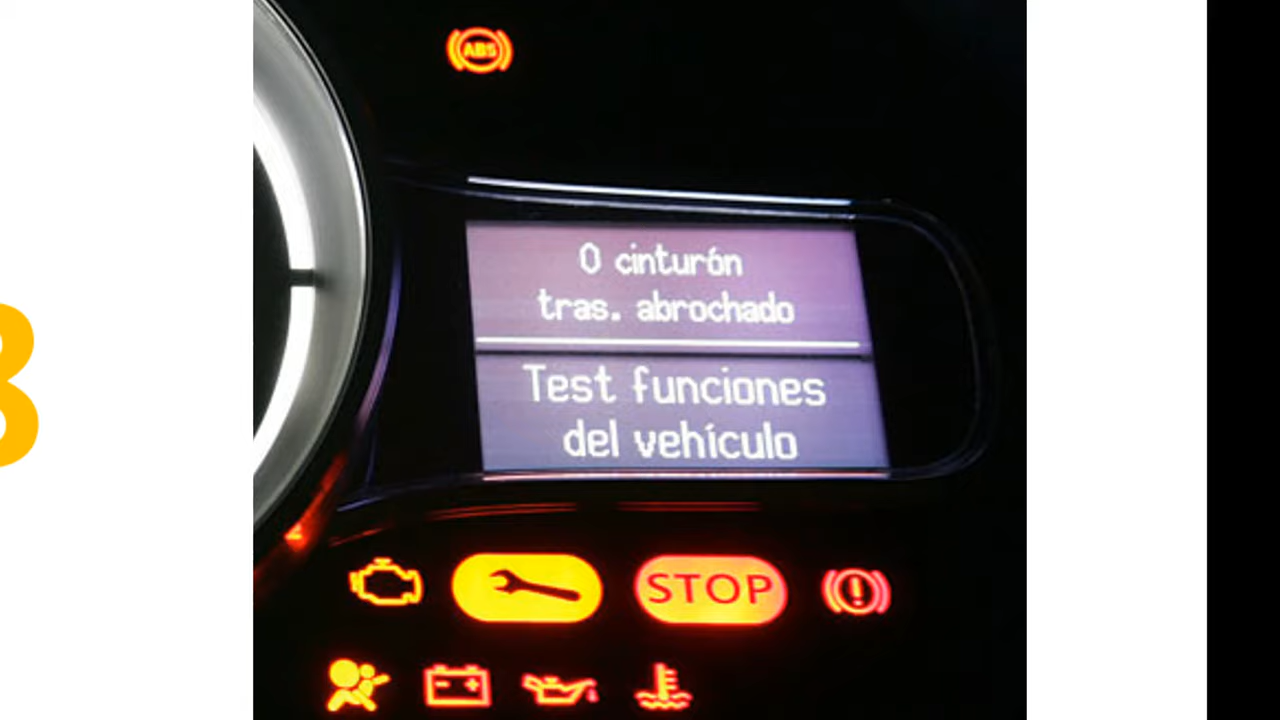 ABS
0 cinturón
tras. abrochado
Test funciones
del vehículo
STOP